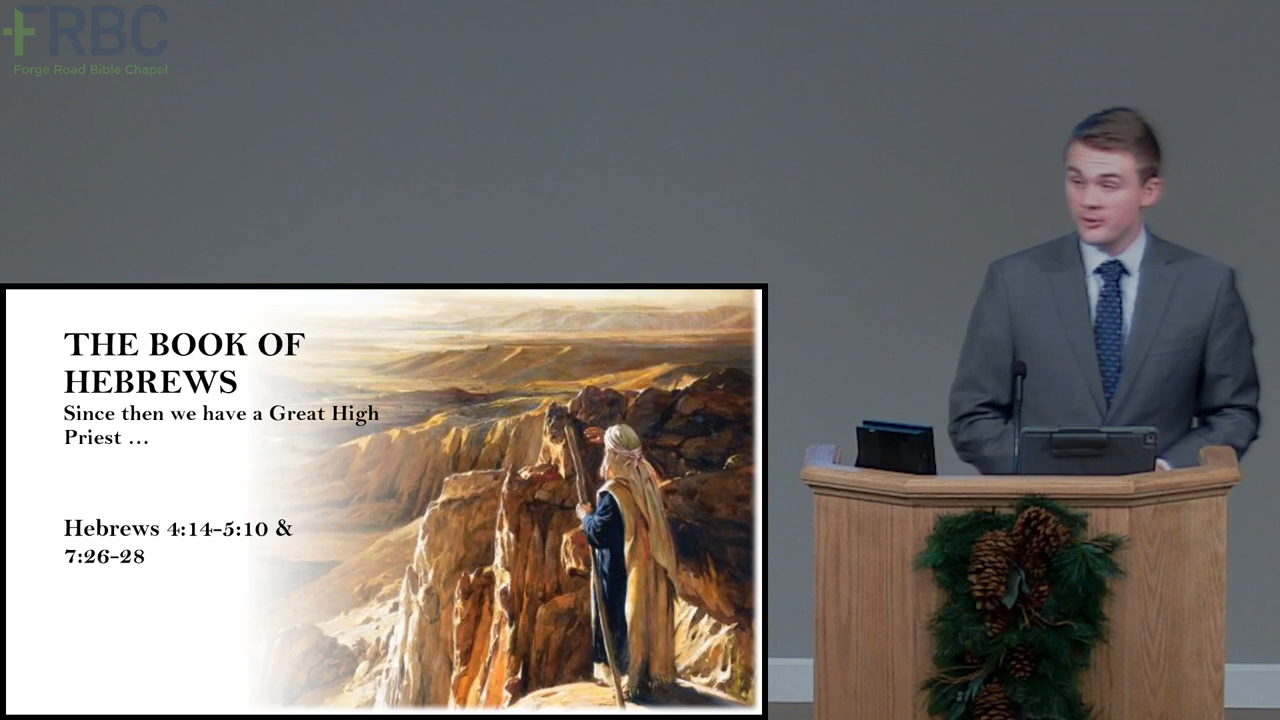 FRBC
Forge Road Bible Chapel
THE BOOK OF
HEBREWS
Since then we have a Great High
Priest ...
Hebrews 4:14-5:10 &
7:26-28